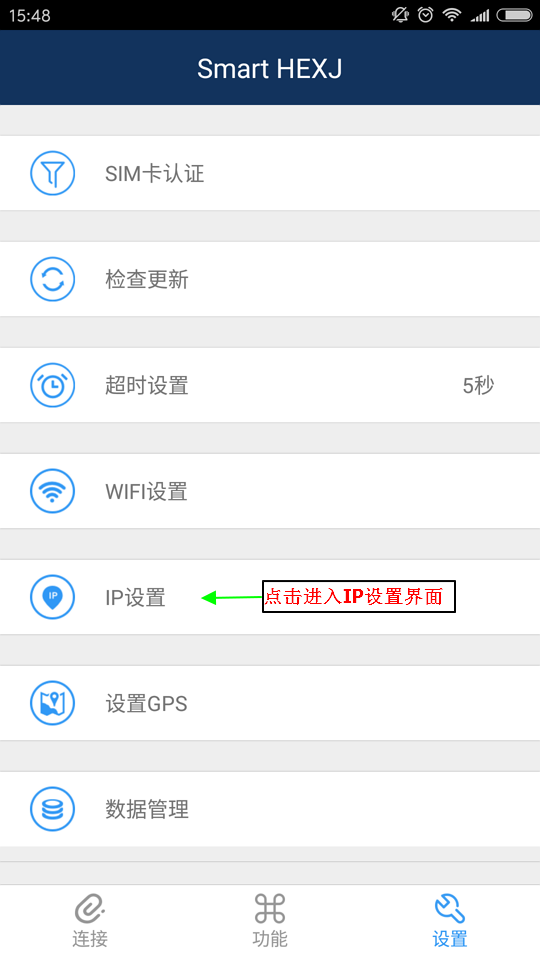 15:48
Smart HEXJ
SIM卡认证
检查更新
超时设置 5秒
WIFI设置
IP
IP设置 点击进入IP设置界面
设置GPS
数据管理
连接 功能 设置